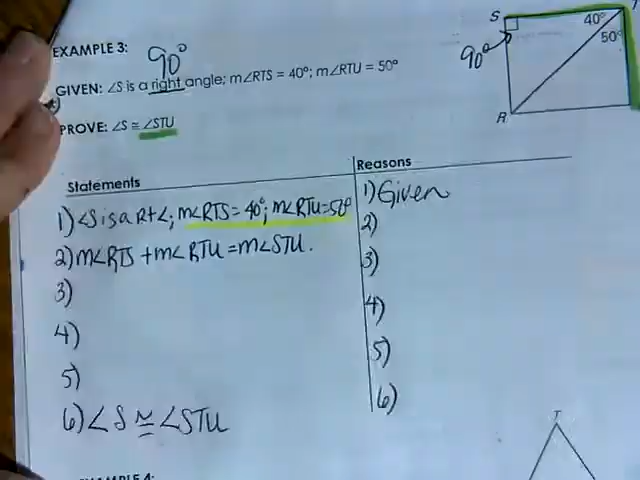 EXAMPLE 3:
90°
GIVEN: ∠S is a right angle; m∠RTS = 40°; m∠RTU = 50°
PROVE: ∠S ≅ ∠STU
S
40°
50°
90°
R
Statements
Reasons
1) ∠S is a Rt∠; m∠RTS = 40°; m∠RTU = 50°
1) Given
2) m∠RTS + m∠RTU = m∠STU.
2)
3)
3)
4)
4)
5)
5)
6) ∠S ≅ ∠STU
6)
T